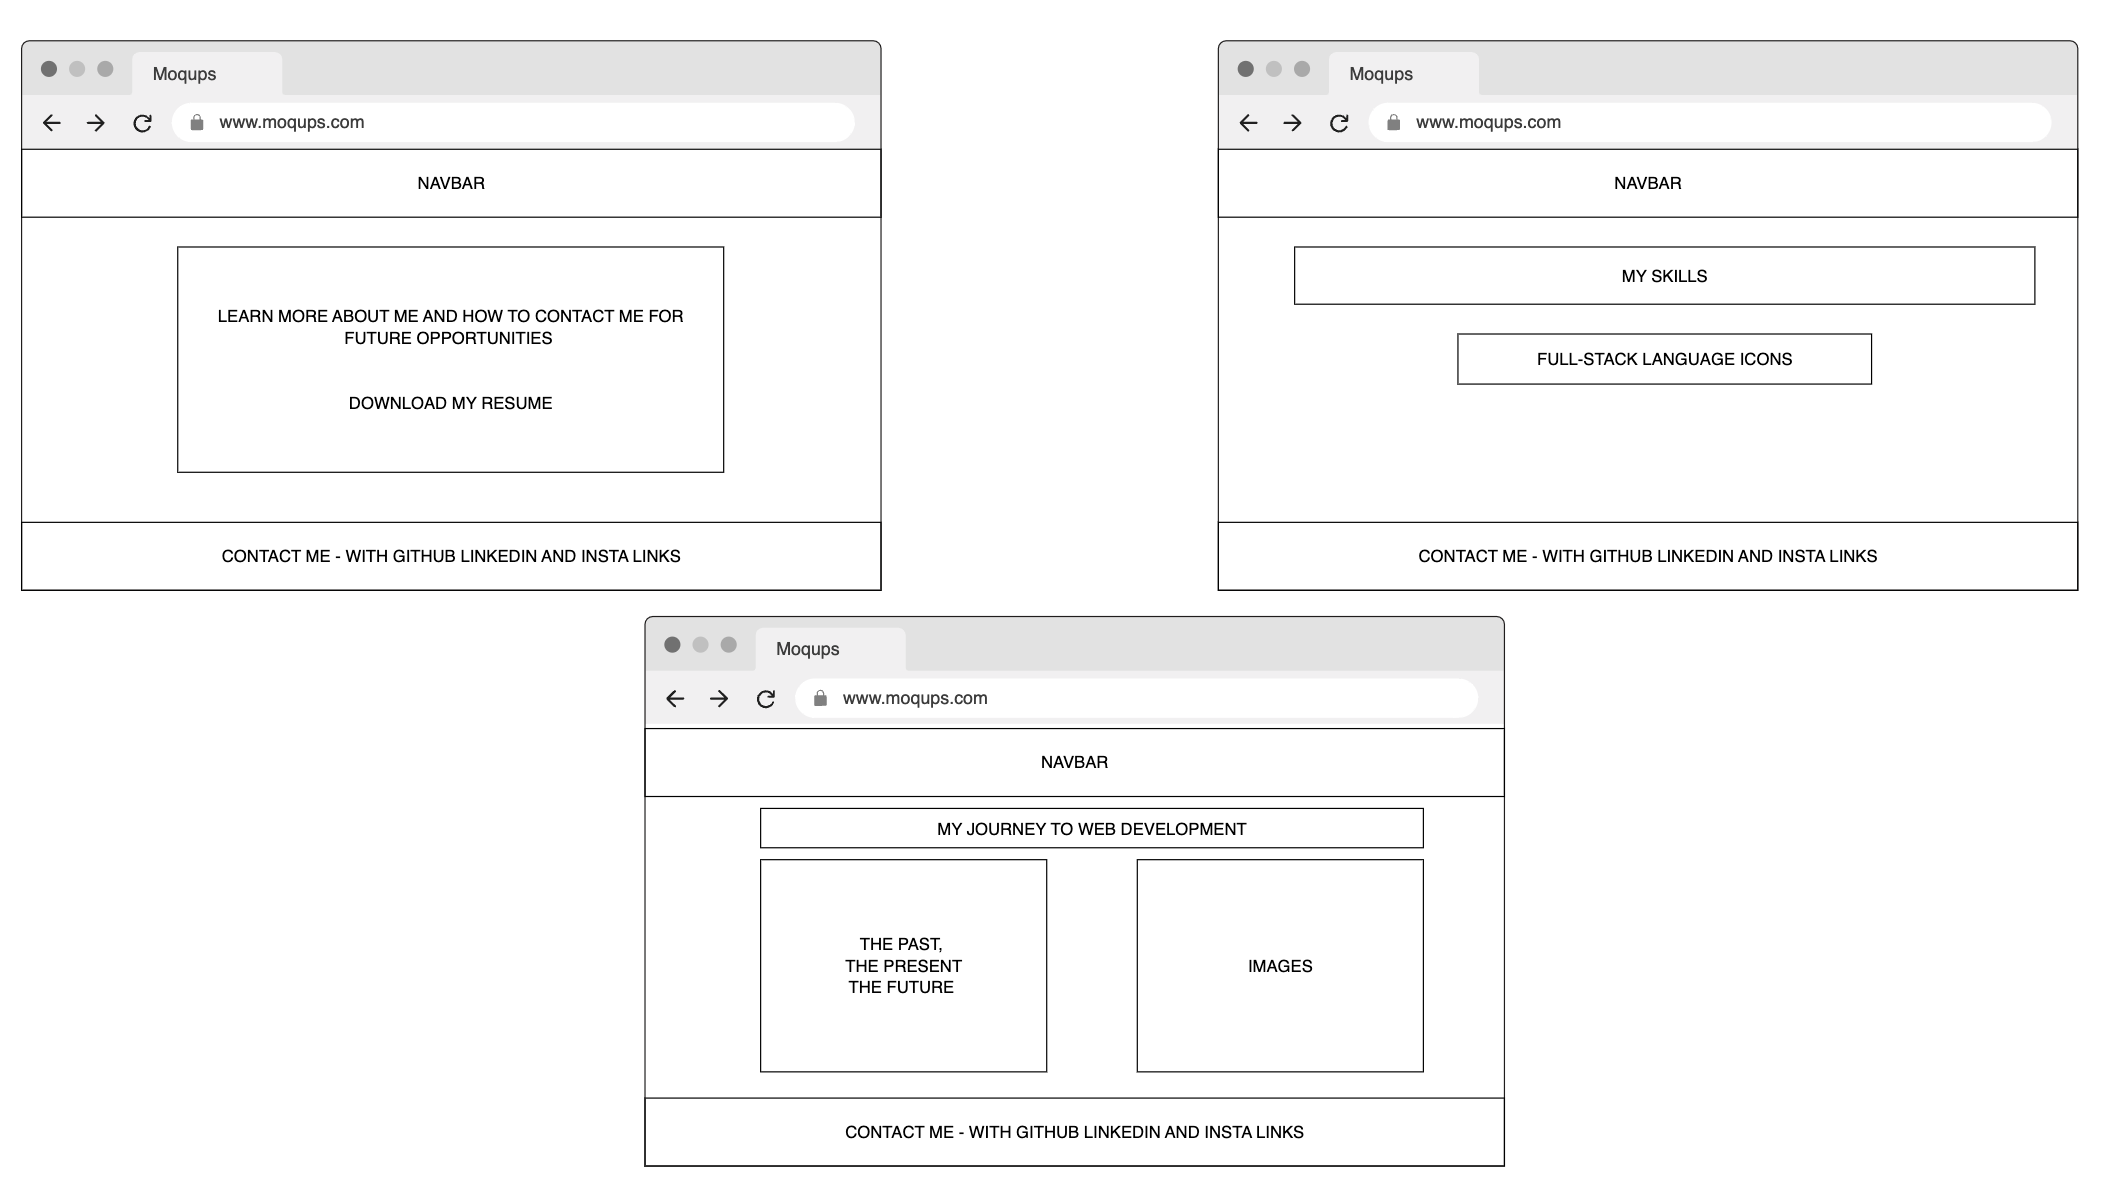 Moqups
www.moqups.com
NAVBAR
LEARN MORE ABOUT ME AND HOW TO CONTACT ME FOR
FUTURE OPPORTUNITIES
DOWNLOAD MY RESUME
CONTACT ME - WITH GITHUB LINKEDIN AND INSTA LINKS
Moqups
www.moqups.com
NAVBAR
MY SKILLS
FULL-STACK LANGUAGE ICONS
CONTACT ME - WITH GITHUB LINKEDIN AND INSTA LINKS
Moqups
www.moqups.com
NAVBAR
MY JOURNEY TO WEB DEVELOPMENT
THE PAST,
THE PRESENT
THE FUTURE
IMAGES
CONTACT ME - WITH GITHUB LINKEDIN AND INSTA LINKS